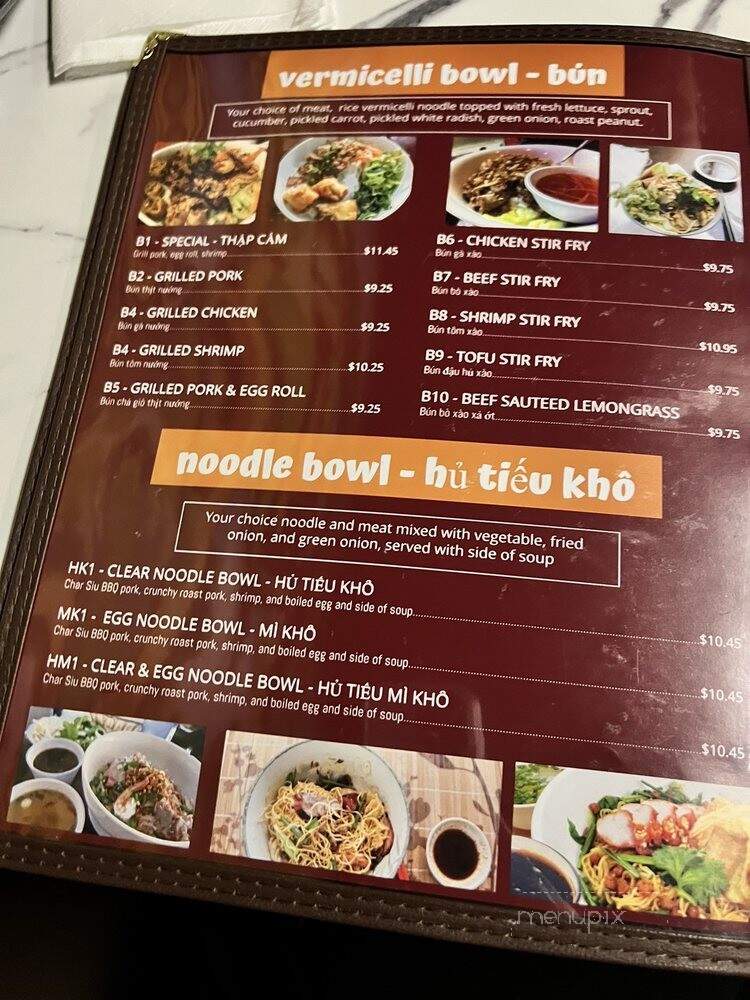 vermicelli bowl - bún
Your choice of meat, rice vermicelli noodle topped with fresh lettuce, sprout,
cucumber, pickled carrot, pickled white radish, green onion, roast peanut.
B1 - SPECIAL - THẬP CẨM
Grill pork, egg roll, shrimp $11.45
B2 - GRILLED PORK
Bún thịt nướng $9.25
B4 - GRILLED CHICKEN
Bún gà nướng $9.25
B4 - GRILLED SHRIMP
Bún tôm nướng $10.25
B5 - GRILLED PORK & EGG ROLL
Bún chả giò thịt nướng $9.25
B6 - CHICKEN STIR FRY
Bún gà xào $9.75
B7 - BEEF STIR FRY
Bún bò xào $9.75
B8 - SHRIMP STIR FRY
Bún tôm xào $10.95
B9 - TOFU STIR FRY
Bún đậu hủ xào $9.75
B10 - BEEF SAUTEED LEMONGRASS
Bún bò xào xả ớt $9.75
noodle bowl - hủ tiếu khô
Your choice noodle and meat mixed with vegetable, fried
onion, and green onion, served with side of soup
HK1 - CLEAR NOODLE BOWL - HỦ TIẾU KHÔ
Char Siu BBQ pork, crunchy roast pork, shrimp, and boiled egg and side of soup $10.45
MK1 - EGG NOODLE BOWL - MÌ KHÔ
Char Siu BBQ pork, crunchy roast pork, shrimp, and boiled egg and side of soup $10.45
HM1 - CLEAR & EGG NOODLE BOWL - HỦ TIẾU MÌ KHÔ
Char Siu BBQ pork, crunchy roast pork, shrimp, and boiled egg and side of soup $10.45
menupix